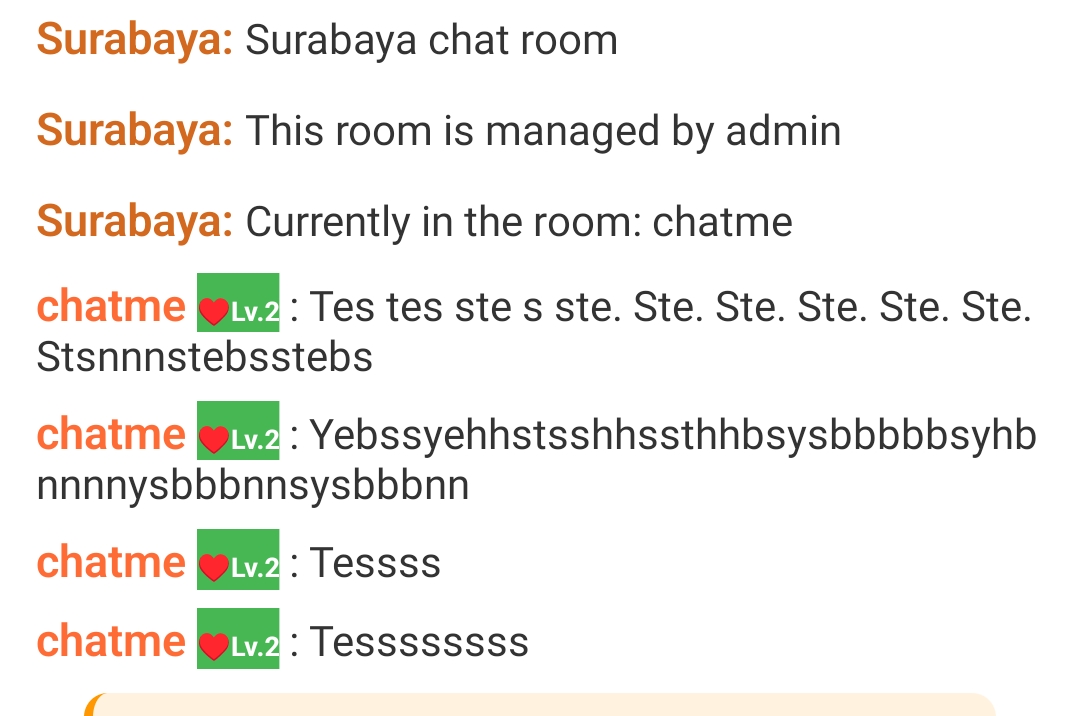 Surabaya: Surabaya chat room
Surabaya: This room is managed by admin
Surabaya: Currently in the room: chatme
chatme ❤️Lv.2 : Tes tes ste s ste. Ste. Ste. Ste. Ste. Ste.
Stsnnnstebsstebs
chatme ❤️Lv.2 : Yebssyehhstsshhssthhbsysbbbbbsyhb
nnnnysbbbnnsysbbbnn
chatme ❤️Lv.2 : Tessss
chatme ❤️Lv.2 : Tessssssss